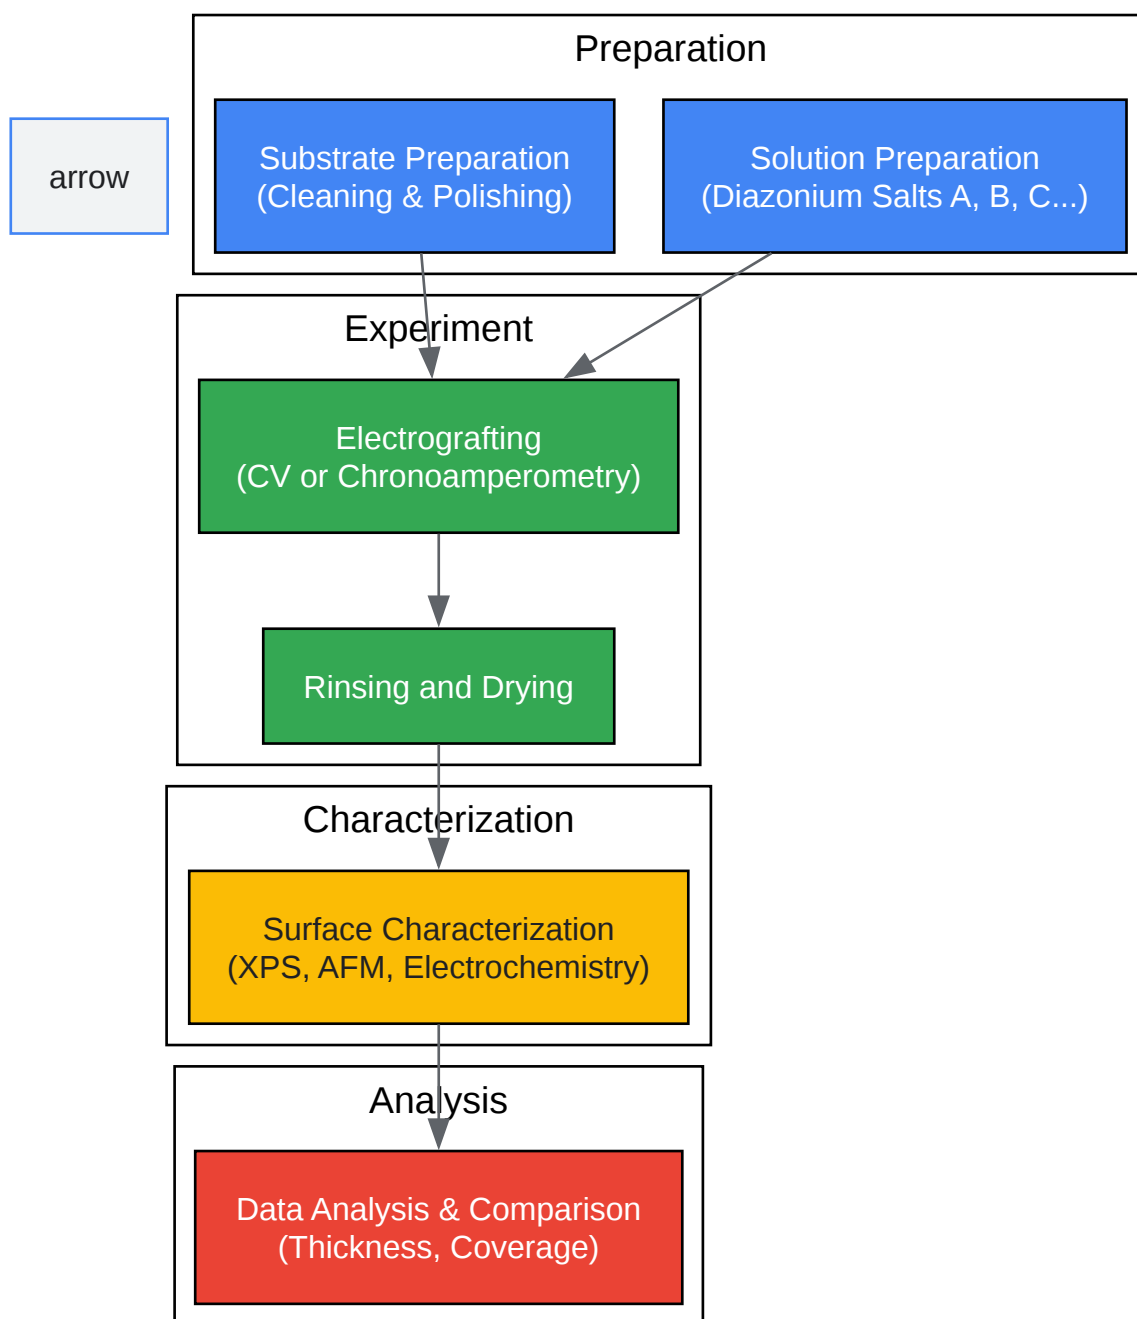 Preparation
arrow
Substrate Preparation
(Cleaning & Polishing)
Solution Preparation
(Diazonium Salts A, B, C...)
Experiment
Electrografting
(CV or Chronoamperometry)
Rinsing and Drying
Characterization
Surface Characterization
(XPS, AFM, Electrochemistry)
Analysis
Data Analysis & Comparison
(Thickness, Coverage)